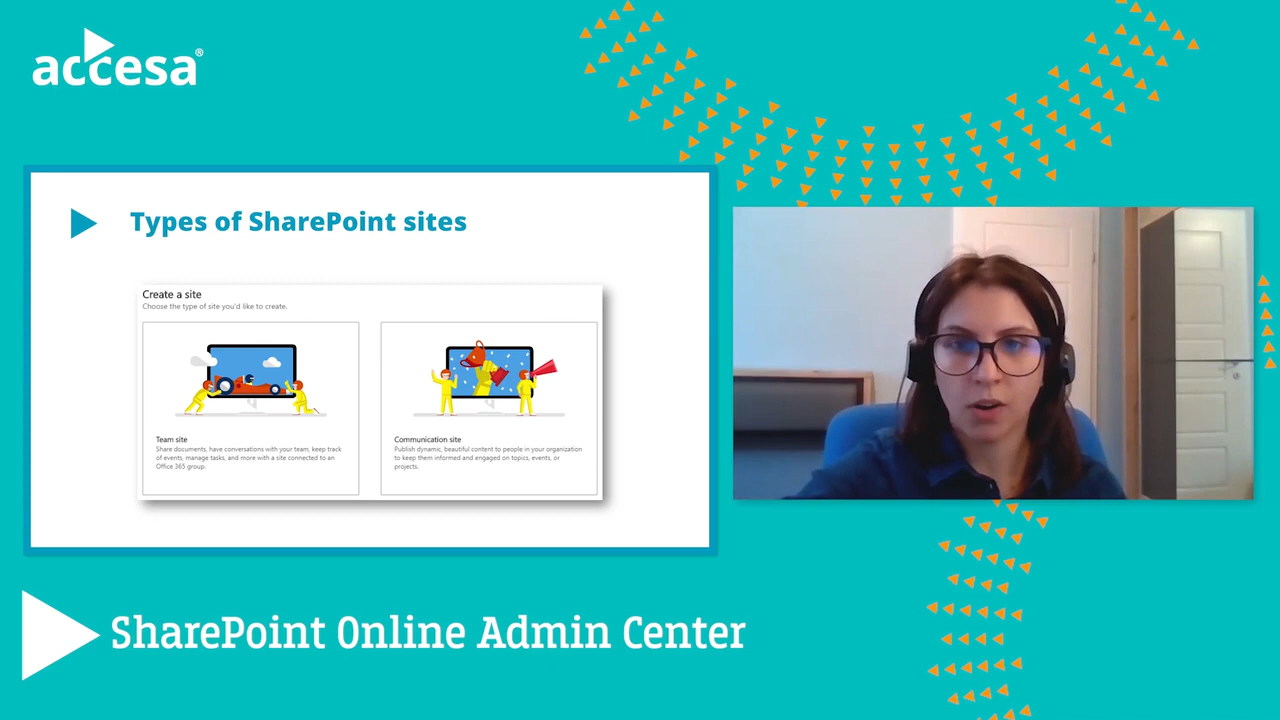 accesa®
Types of SharePoint sites
Create a site
Choose the type of site you'd like to create.
Team site
Share documents, have conversations with your team, keep track
of events, manage tasks, and more with a site connected to an
Office 365 group.
Communication site
Publish dynamic, beautiful content to people in your organization
to keep them informed and engaged on topics, events, or
projects.
SharePoint Online Admin Center